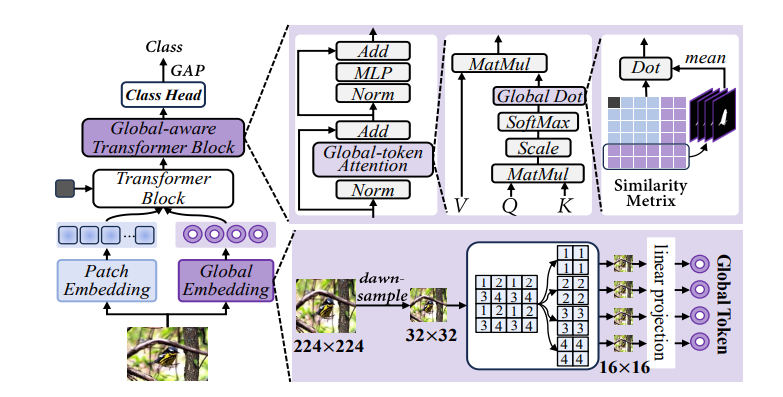 Class
GAP
Class Head
Global-aware
Transformer Block
Transformer
Block
...
Patch
Embedding
Global
Embedding
Add
MLP
Norm
Add
Global-token
Attention
Norm
MatMul
Global Dot
SoftMax
Scale
MatMul
V
Q
K
Dot
mean
Similarity
Metrix
dawn-
sample
224×224
32×32
1 2 1 2
3 4 3 4
1 2 1 2
3 4 3 4
1 1
1 1
2 2
2 2
3 3
3 3
4 4
4 4
16×16
linear projection
Global Token